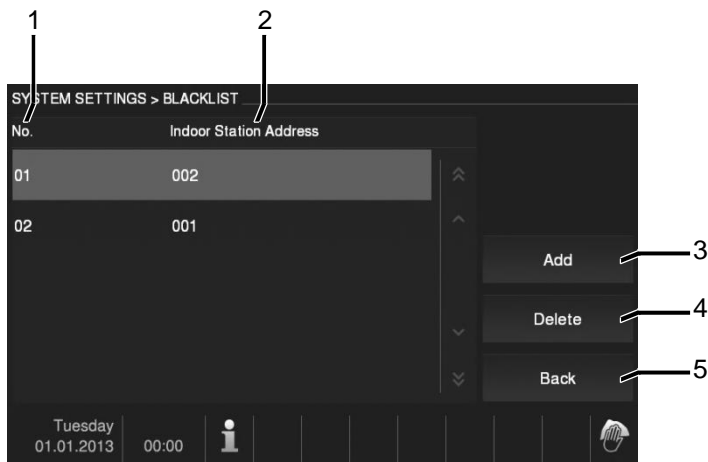 1 2
SYSTEM SETTINGS > BLACKLIST
No. Indoor Station Address
01 002
02 001
Add 3
Delete 4
Back 5
Tuesday
01.01.2013 00:00